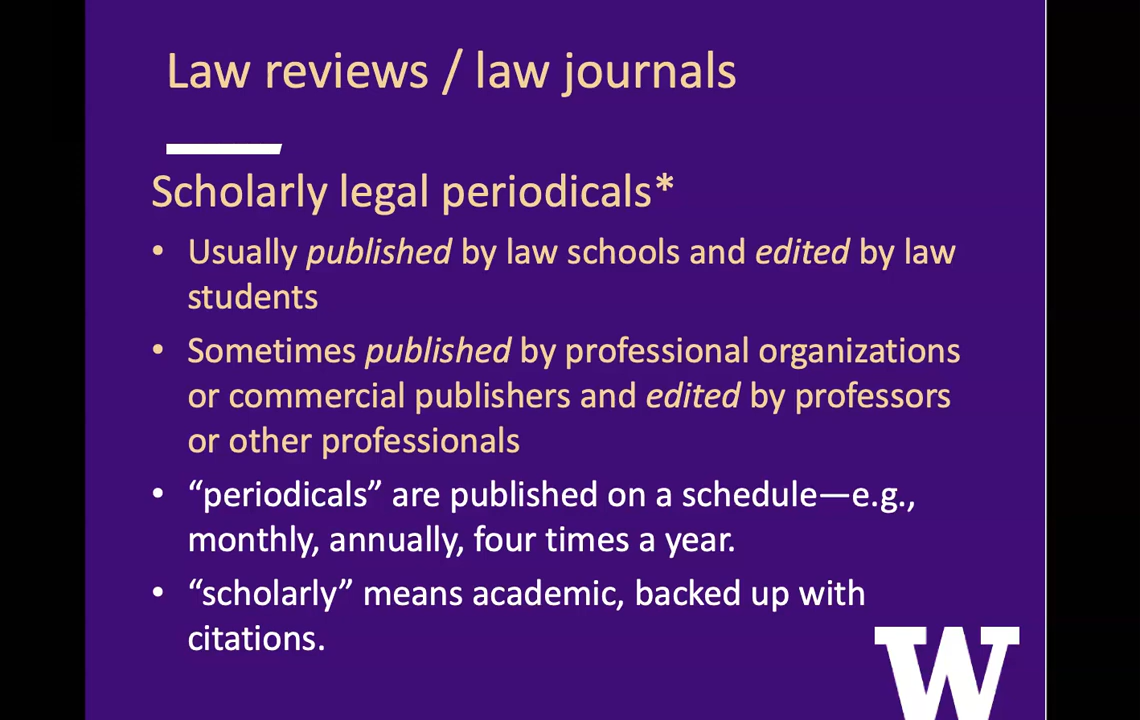 Law reviews / law journals
Scholarly legal periodicals*
• Usually published by law schools and edited by law
students
• Sometimes published by professional organizations
or commercial publishers and edited by professors
or other professionals
• “periodicals” are published on a schedule—e.g.,
monthly, annually, four times a year.
• “scholarly” means academic, backed up with
citations.
W